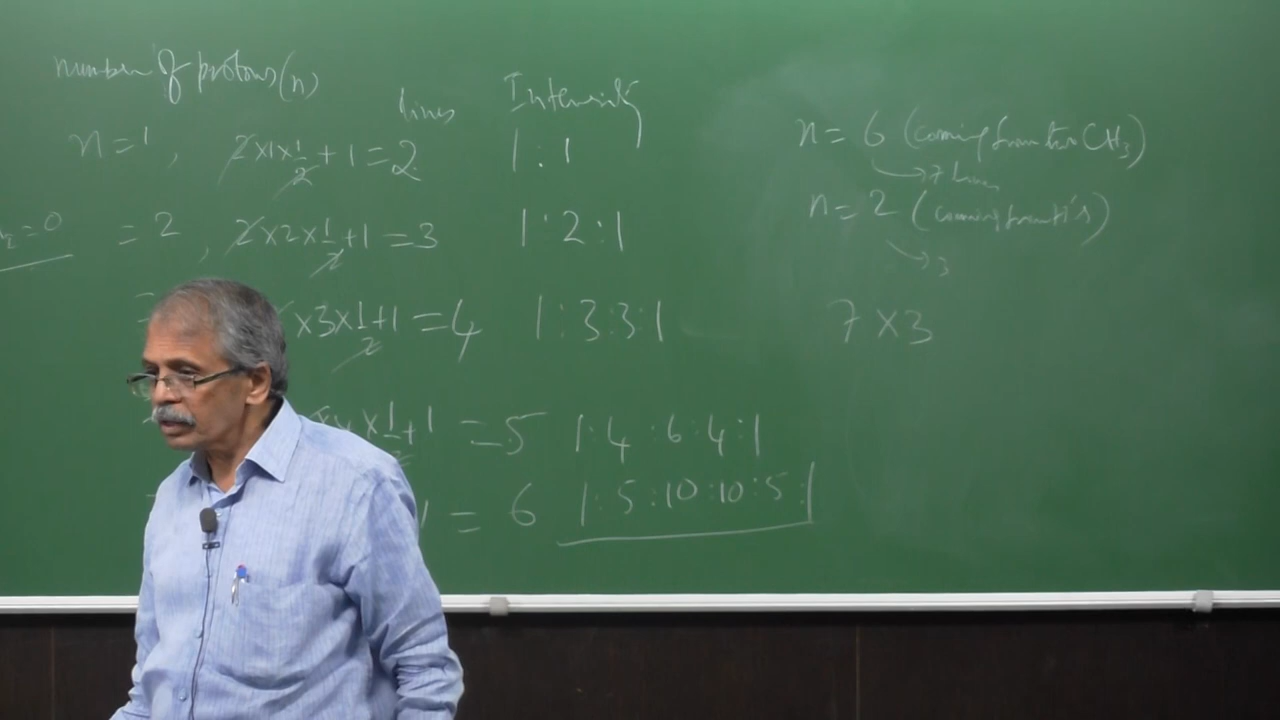 number of protons(n)
lines Intensity
n=1, 2×1×1/2+1=2 1:1
=0 =2, 2×2×1/2+1=3 1:2:1
×3×1/2+1=4 1:3:3:1
×1/2+1 =5 1:4:6:4:1
1 = 6 1:5:10:10:5:1
n=6 (coming from two CH3)
→7 lines
n=2 (coming from H's)
→3
7×3